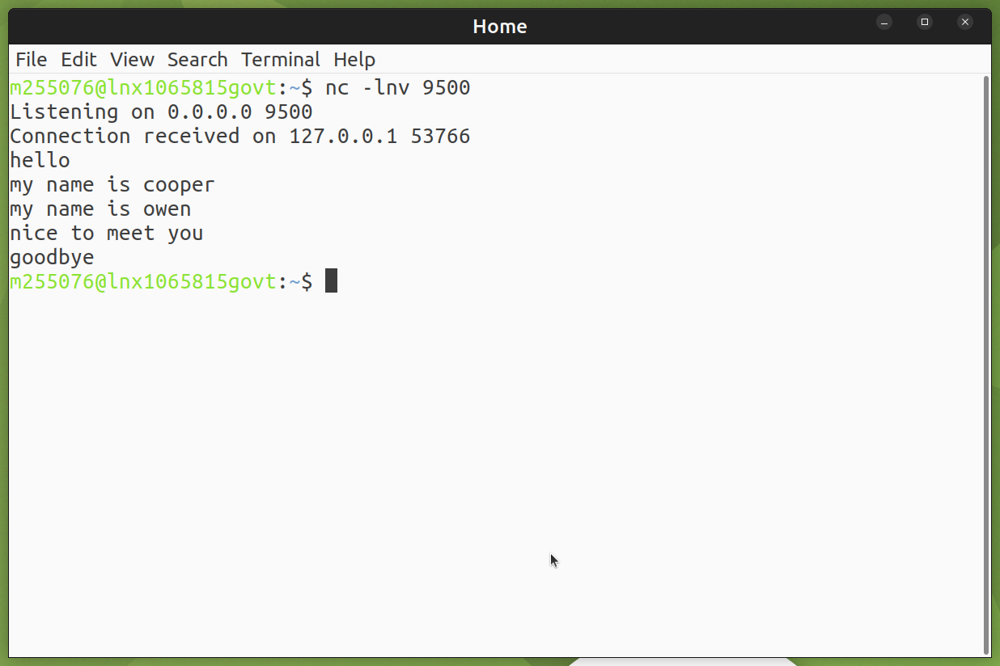 Home
File Edit View Search Terminal Help
m255076@lnx1065815govt:~$ nc -lnv 9500
Listening on 0.0.0.0 9500
Connection received on 127.0.0.1 53766
hello
my name is cooper
my name is owen
nice to meet you
goodbye
m255076@lnx1065815govt:~$